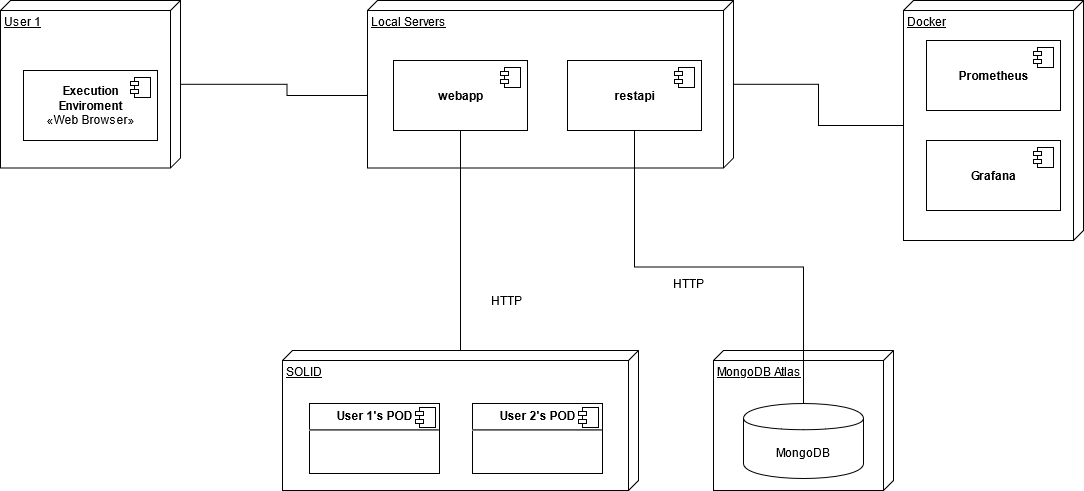 User 1
Local Servers
Docker
Execution
Enviroment
«Web Browser»
webapp
restapi
Prometheus
Grafana
HTTP
HTTP
SOLID
MongoDB Atlas
User 1's POD
User 2's POD
MongoDB